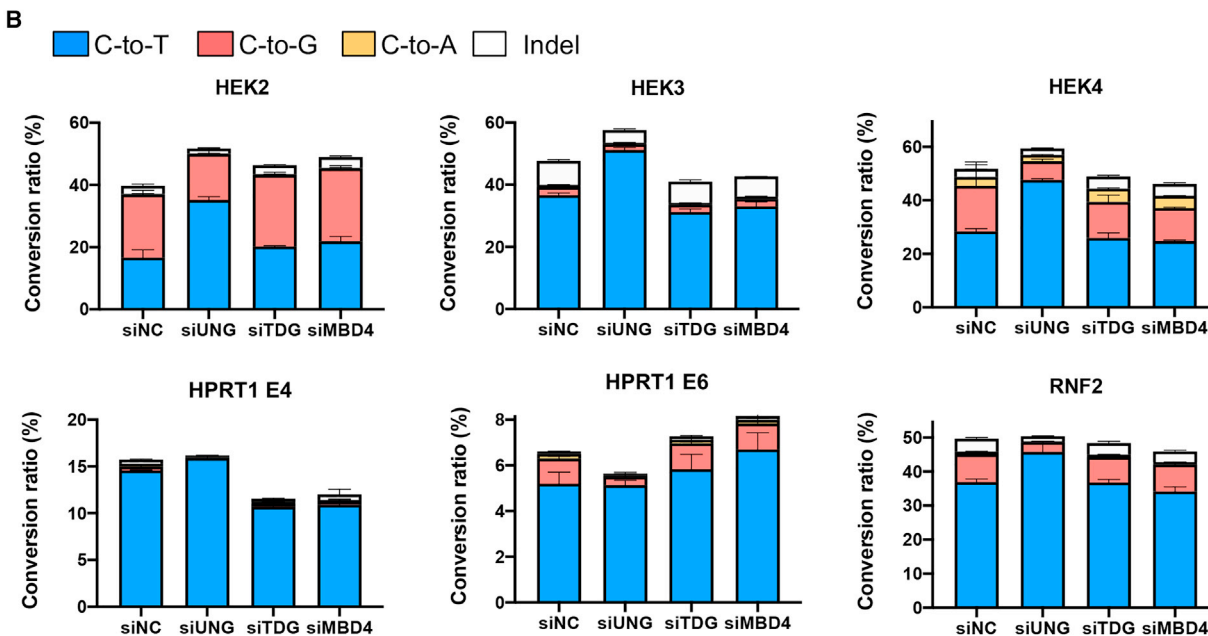 B
C-to-T C-to-G C-to-A Indel
HEK2
Conversion ratio (%)
60
40
20
0
siNC siUNG siTDG siMBD4
HEK3
Conversion ratio (%)
60
40
20
0
siNC siUNG siTDG siMBD4
HEK4
Conversion ratio (%)
60
40
20
0
siNC siUNG siTDG siMBD4
HPRT1 E4
Conversion ratio (%)
20
15
10
5
0
siNC siUNG siTDG siMBD4
HPRT1 E6
Conversion ratio (%)
8
6
4
2
0
siNC siUNG siTDG siMBD4
RNF2
Conversion ratio (%)
50
40
30
20
10
0
siNC siUNG siTDG siMBD4